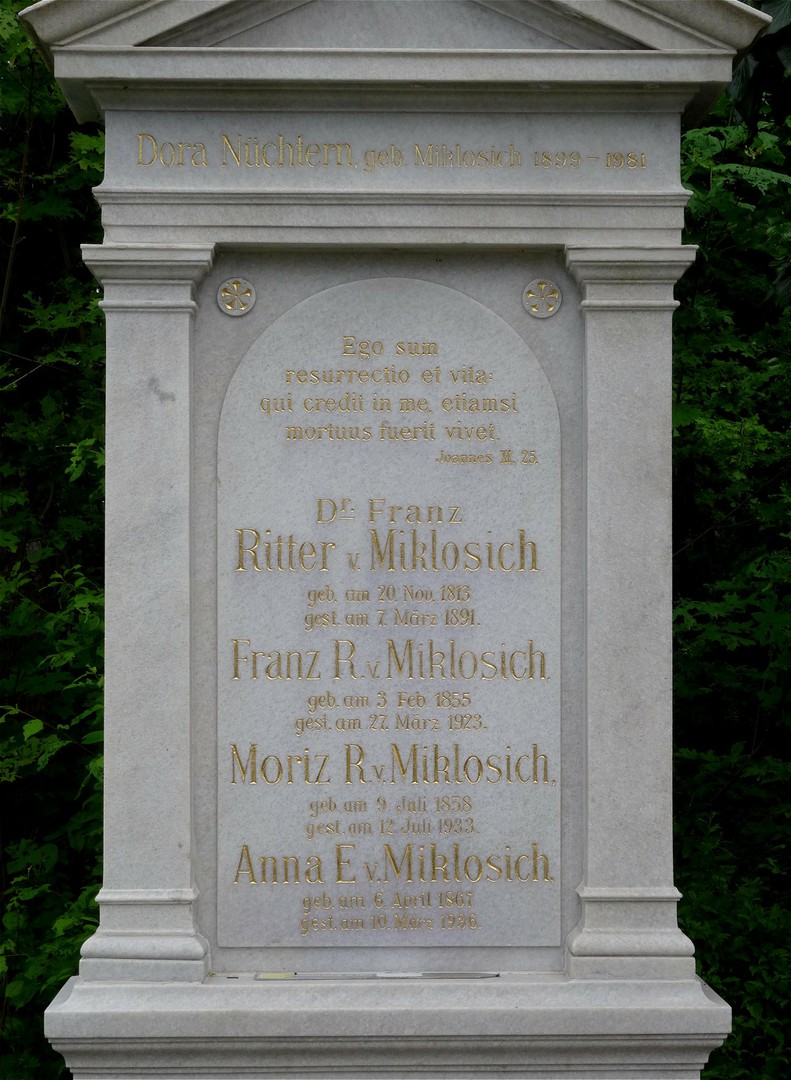 Dora Nüchtern, geb. Miklosich 1899 - 1981
Ego sum
resurrectio et vita:
qui credit in me, etiamsi
mortuus fuerit vivet.
Joannes XI, 25.
Dr. Franz
Ritter v. Miklosich
geb. am 20. Nov. 1813
gest. am 7. März 1891.
Franz R. v. Miklosich,
geb. am 3 Feb. 1855
gest. am 27. März 1923.
Moriz R. v. Miklosich,
geb. am 9. Juli 1858
gest. am 12. Juli 1933.
Anna E v. Miklosich.
geb. am 6. April 1867
gest. am 10. März 1936.